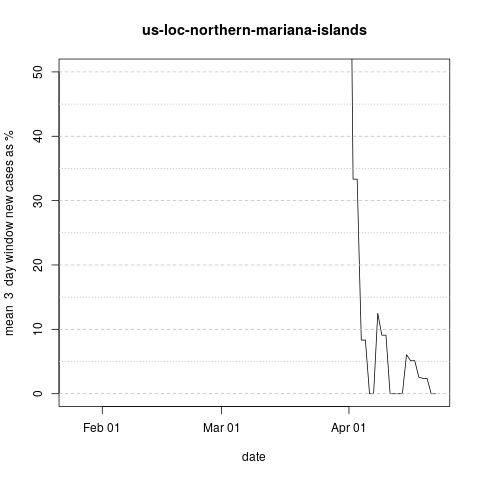 us-loc-northern-mariana-islands
mean  3  day window new cases as %
50
40
30
20
10
0
Feb 01
Mar 01
Apr 01
date